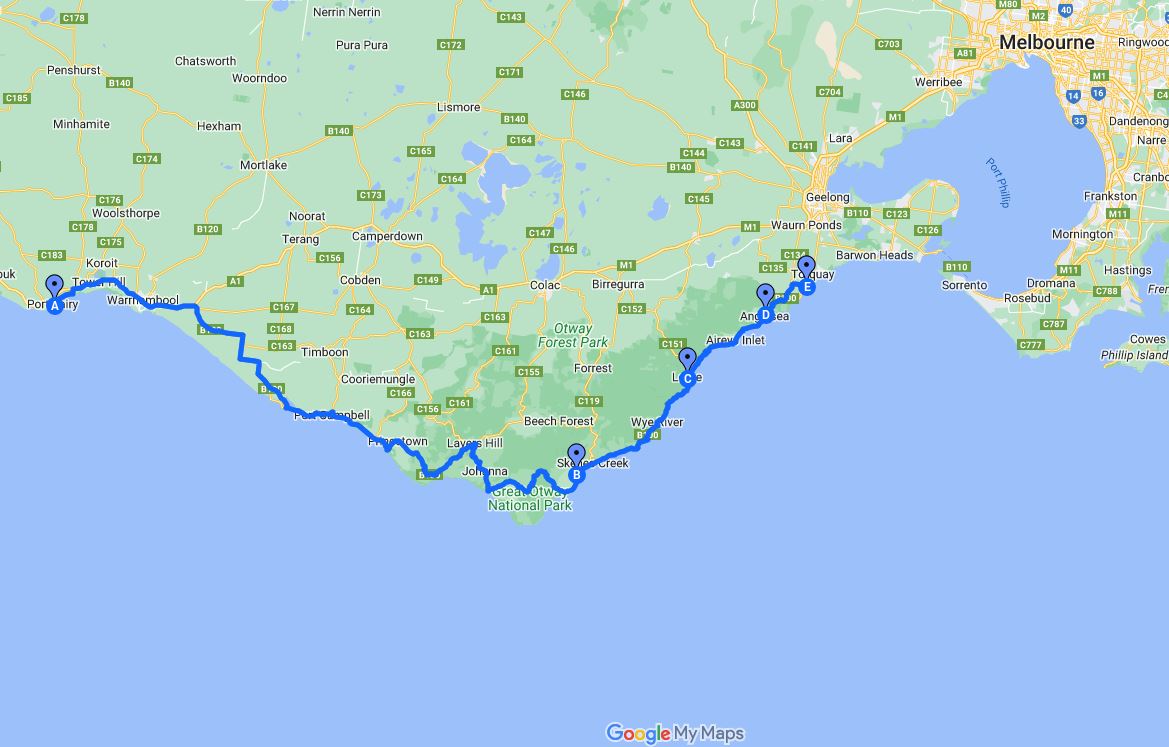 C178
Nerrin Nerrin
C143
M80
40
M2
Pura Pura
C172
C703
Melbourne
Ringwood
Chatsworth
A81
Penshurst
Woorndoo
C171
M1
B140
Werribee
C185
C146
C704
14
16
Lismore
A300
Minhamite
Hexham
B140
B140
M1
33
Dandenong
C164
C143
C141
Lara
Narre
C174
C165
C144
Mortlake
B140
C164
C173
C145
Port Phillip
Frankston
C176
Geelong
Woolsthorpe
Noorat
B110
C123
M11
C178
B120
Terang
Camperdown
C147
M1
Waurn Ponds
C126
Mornington
C175
C146
C183
C156
Barwon Heads
Koroit
M1
C135
B110
M11
Hastings
Tower Hill
A1
Cobden
C149
Colac
Birregurra
Torquay
Sorrento
Dromana
A1
E
Rosebud
C788
Port Fairy
Warrnambool
C167
C164
C163
C152
D
A
Otway
Forest Park
C787
C168
C163
C151
Cowes
C163
Timboon
C161
C777
Phillip Island
C155
Forrest
Cooriemungle
C
C166
C119
C156
C161
Port Campbell
Beech Forest
Wye River
B100
Princetown
Lavers Hill
Skenes Creek
Johanna
B
Great Otway
National Park
Google My Maps